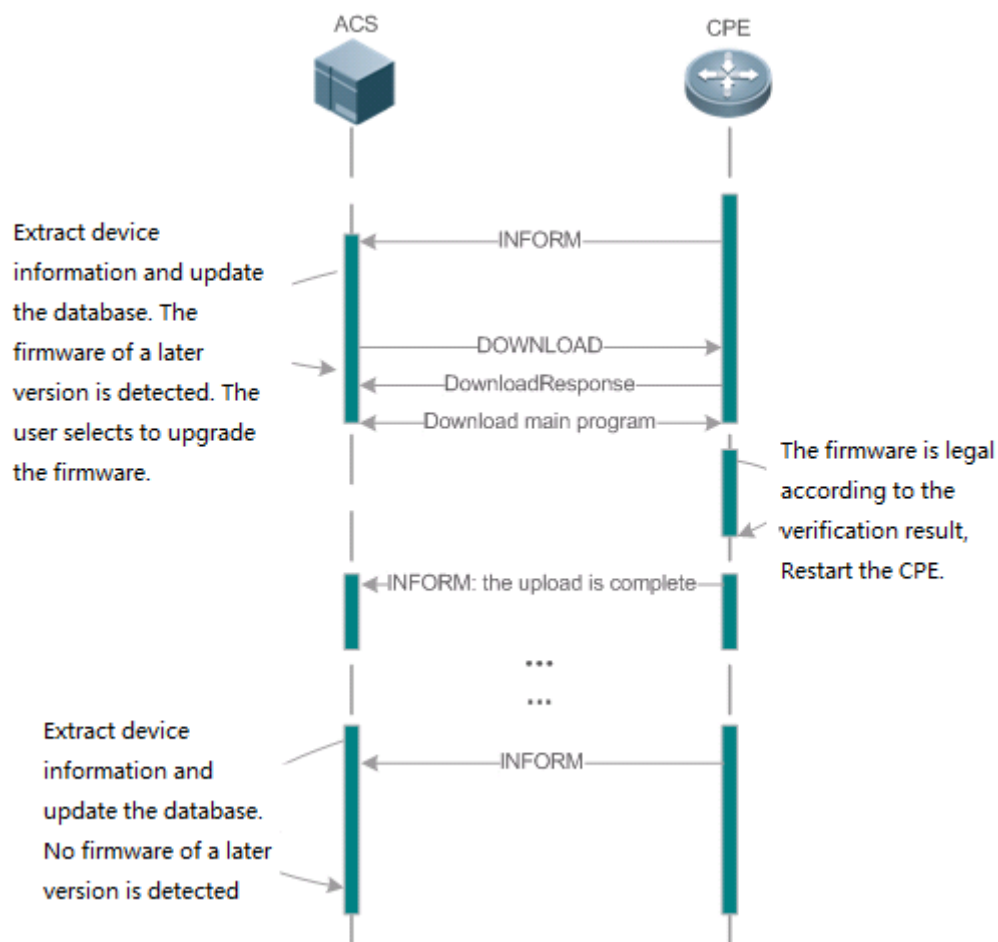 ACS
CPE
INFORM
Extract device
information and update
the database. The
firmware of a later
version is detected. The
user selects to upgrade
the firmware.
DOWNLOAD
DownloadResponse
Download main program
The firmware is legal
according to the
verification result,
Restart the CPE.
INFORM: the upload is complete
...
...
Extract device
information and
update the database.
No firmware of a later
version is detected
INFORM